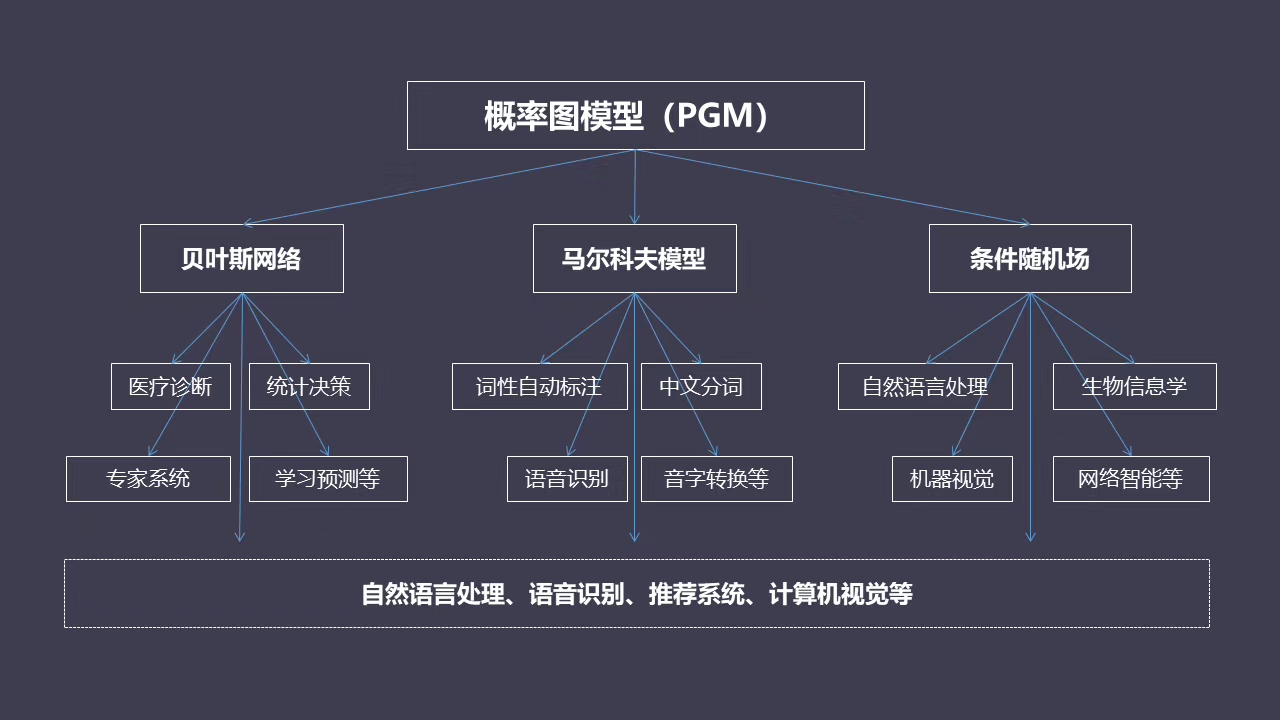 概率图模型（PGM）
贝叶斯网络
马尔科夫模型
条件随机场
医疗诊断
统计决策
词性自动标注
中文分词
自然语言处理
生物信息学
专家系统
学习预测等
语音识别
音字转换等
机器视觉
网络智能等
自然语言处理、语音识别、推荐系统、计算机视觉等